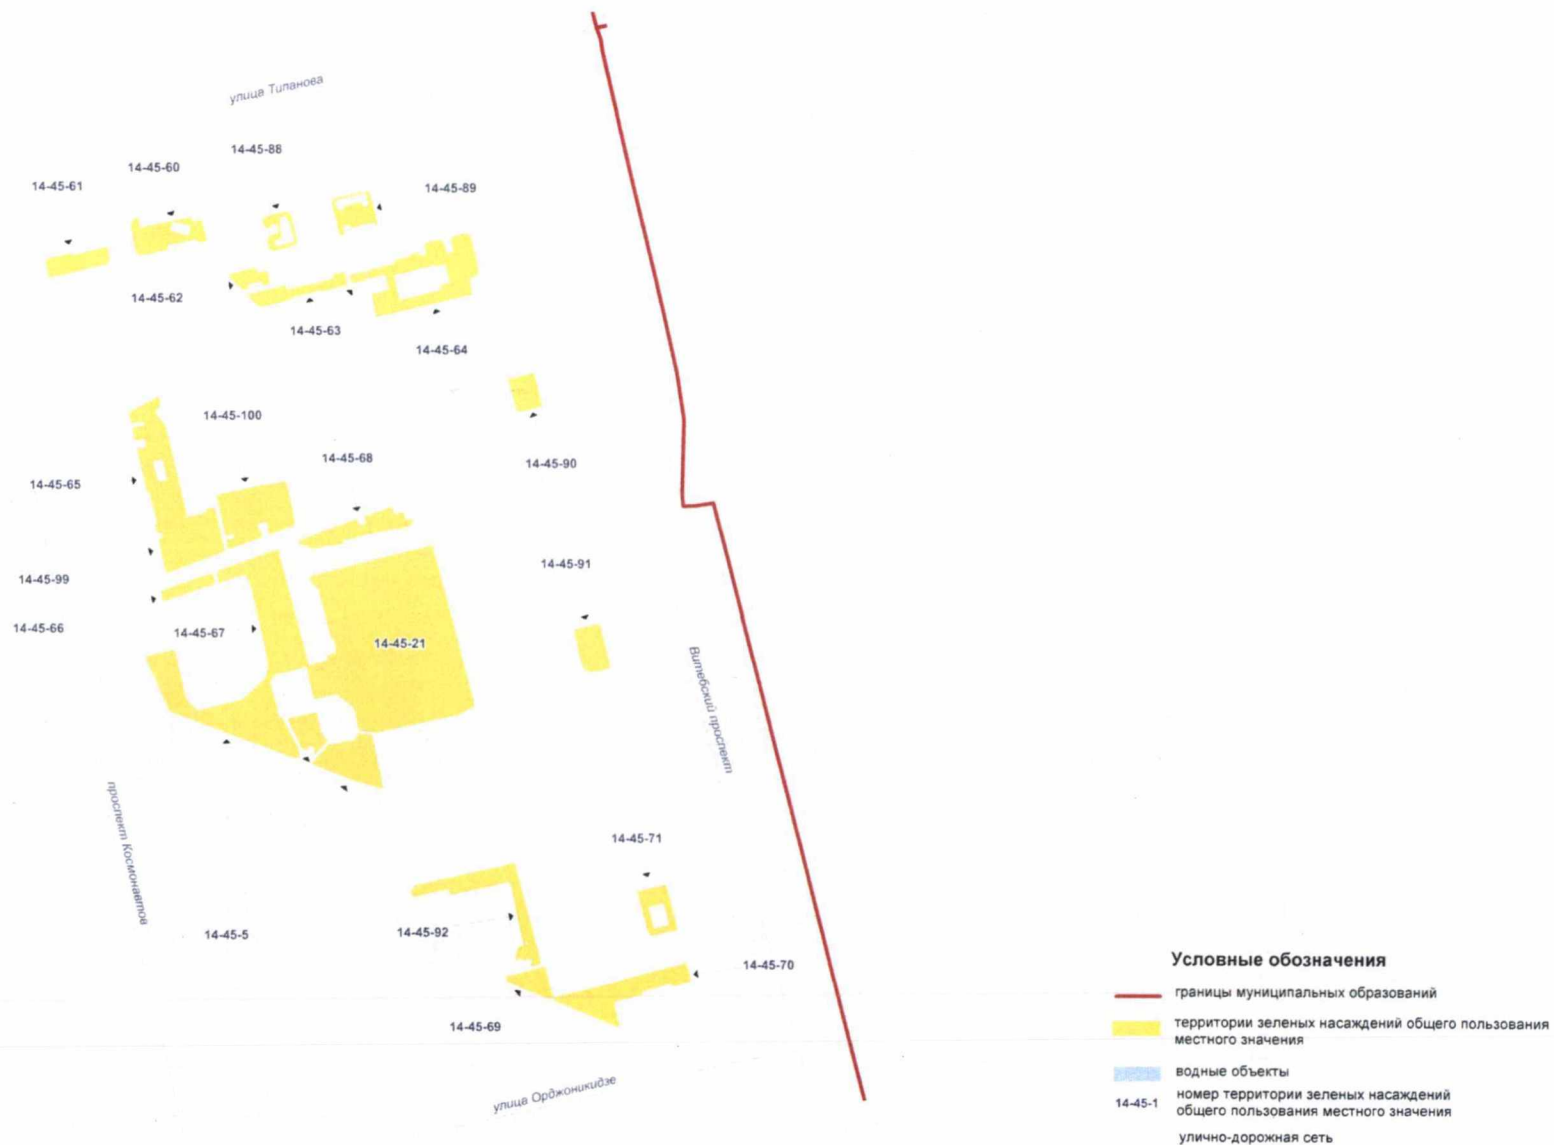 улица Типанова
14-45-88
14-45-60
14-45-61
14-45-89
14-45-62
14-45-63
14-45-64
14-45-100
14-45-68
14-45-90
14-45-65
14-45-91
14-45-99
14-45-66
14-45-67
14-45-21
Витебский проспект
проспект Космонавтов
14-45-71
14-45-5
14-45-92
14-45-70
14-45-69
улица Орджоникидзе
Условные обозначения
границы муниципальных образований
территории зеленых насаждений общего пользования
местного значения
водные объекты
14-45-1 номер территории зеленых насаждений
общего пользования местного значения
улично-дорожная сеть